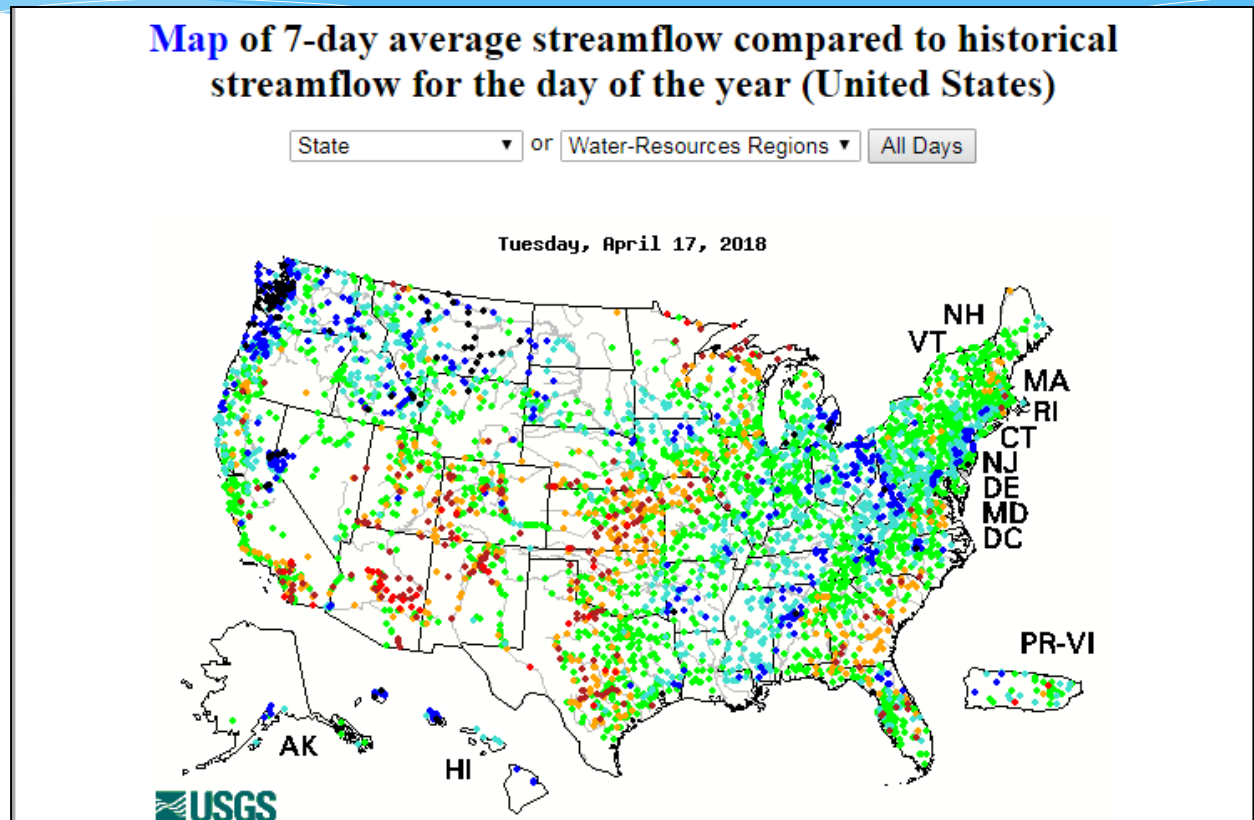 Map of 7-day average streamflow compared to historical
streamflow for the day of the year (United States)
State or Water-Resources Regions All Days
Tuesday, April 17, 2018
NH
VT
MA
RI
CT
NJ
DE
MD
DC
PR-VI
AK
HI
USGS